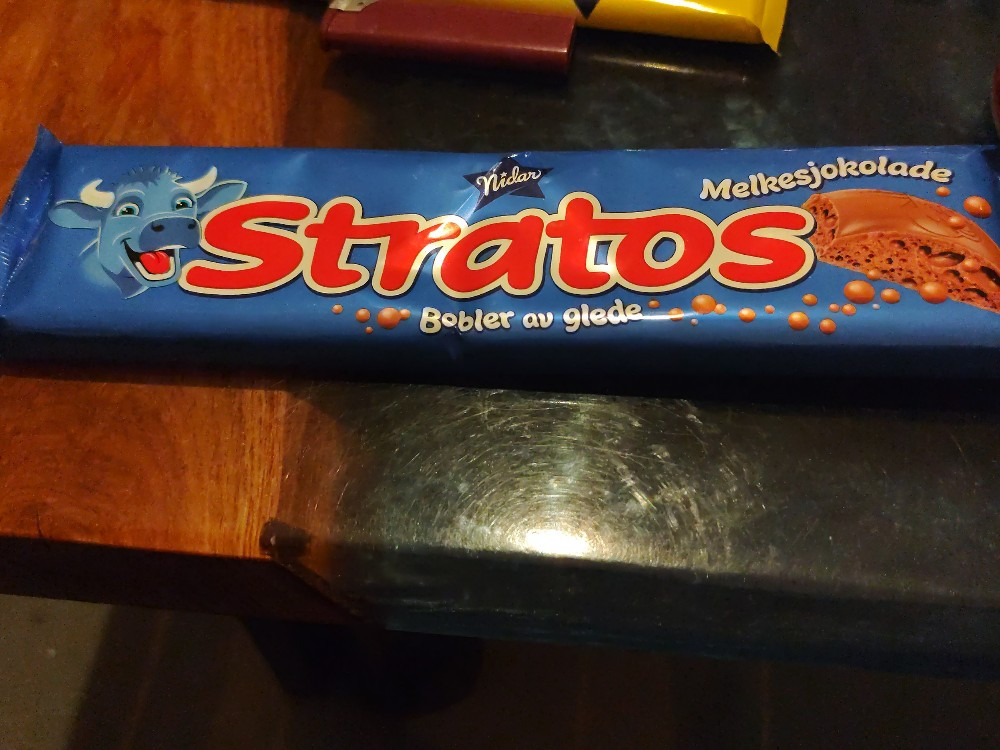 Nidar
Melkesjokolade
Stratos
Bobler av glede